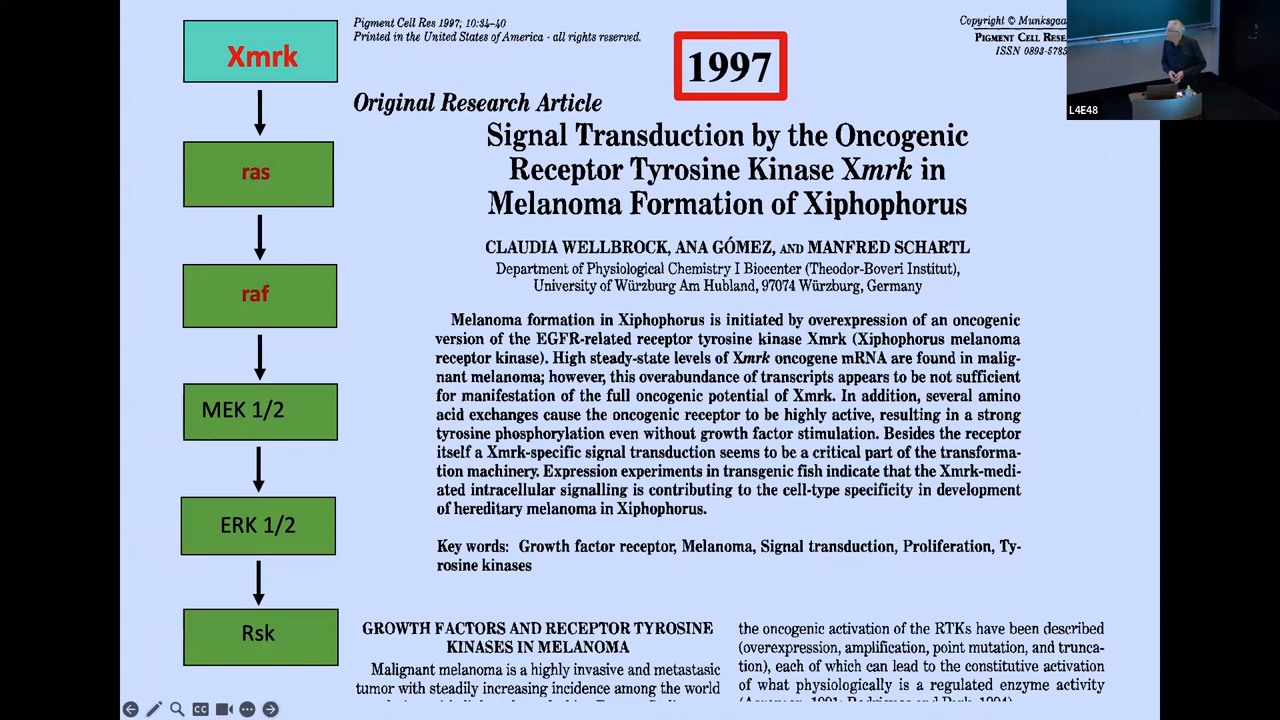 Xmrk
ras
raf
MEK 1/2
ERK 1/2
Rsk
Pigment Cell Res 1997; 10:34–40
Printed in the United States of America - all rights reserved.
1997
Copyright © Munksgaa
PIGMENT CELL RESE
ISSN 0893-5785
L4E48
Original Research Article
Signal Transduction by the Oncogenic
Receptor Tyrosine Kinase Xmrk in
Melanoma Formation of Xiphophorus
CLAUDIA WELLBROCK, ANA GÓMEZ, AND MANFRED SCHARTL
Department of Physiological Chemistry I Biocenter (Theodor-Boveri Institut),
University of Würzburg Am Hubland, 97074 Würzburg, Germany
Melanoma formation in Xiphophorus is initiated by overexpression of an oncogenic
version of the EGFR-related receptor tyrosine kinase Xmrk (Xiphophorus melanoma
receptor kinase). High steady-state levels of Xmrk oncogene mRNA are found in malig-
nant melanoma; however, this overabundance of transcripts appears to be not sufficient
for manifestation of the full oncogenic potential of Xmrk. In addition, several amino
acid exchanges cause the oncogenic receptor to be highly active, resulting in a strong
tyrosine phosphorylation even without growth factor stimulation. Besides the receptor
itself a Xmrk-specific signal transduction seems to be a critical part of the transforma-
tion machinery. Expression experiments in transgenic fish indicate that the Xmrk-medi-
ated intracellular signalling is contributing to the cell-type specificity in development
of hereditary melanoma in Xiphophorus.
Key words: Growth factor receptor, Melanoma, Signal transduction, Proliferation, Ty-
rosine kinases
GROWTH FACTORS AND RECEPTOR TYROSINE
KINASES IN MELANOMA
Malignant melanoma is a highly invasive and metastasic
tumor with steadily increasing incidence among the world
the oncogenic activation of the RTKs have been described
(overexpression, amplification, point mutation, and trunca-
tion), each of which can lead to the constitutive activation
of what physiologically is a regulated enzyme activity